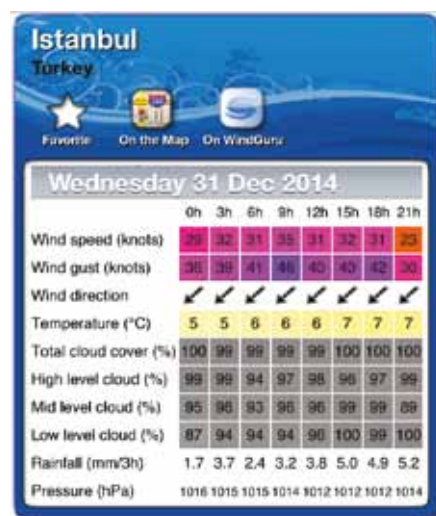 Istanbul
Turkey
Favorite On the Map On WindGuru
Wednesday 31 Dec 2014
0h 3h 6h 9h 12h 15h 18h 21h
Wind speed (knots) 29 32 31 35 31 32 31 23
Wind gust (knots) 36 39 41 46 40 40 42 30
Wind direction
Temperature (°C) 5 5 6 6 6 7 7 7
Total cloud cover (%) 100 99 99 99 99 100 100 100
High level cloud (%) 99 99 94 97 98 96 97 99
Mid level cloud (%) 95 96 93 96 96 99 99 89
Low level cloud (%) 87 94 94 94 96 100 99 100
Rainfall (mm/3h) 1.7 3.7 2.4 3.2 3.8 5.0 4.9 5.2
Pressure (hPa) 1016 1015 1015 1014 1012 1012 1012 1014